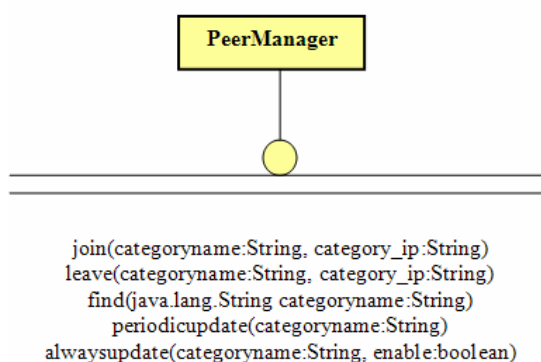 PeerManager
join(categoryname:String, category_ip:String)
leave(categoryname:String, category_ip:String)
find(java.lang.String categoryname:String)
periodicupdate(categoryname:String)
alwaysupdate(categoryname:String, enable:boolean)